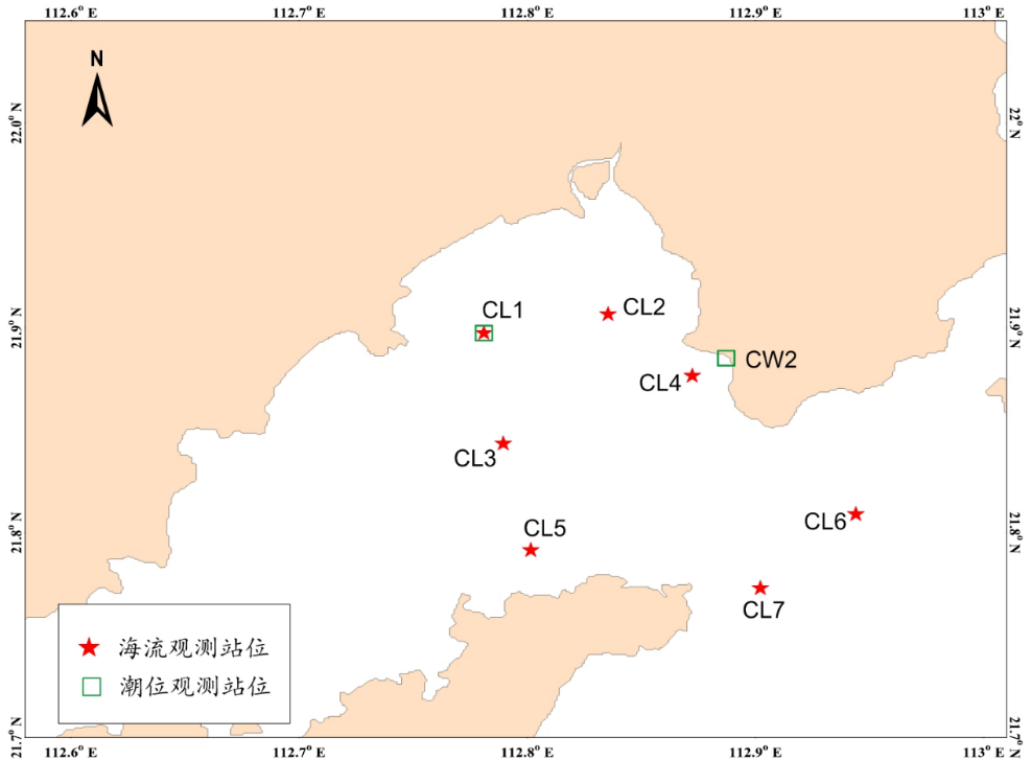 112.6° E 112.7° E 112.8° E 112.9° E 113° E
N
22.0° N
22° N
CL1
CL2
21.9° N
21.9° N
CW2
CL4
CL3
CL6
CL5
21.8° N
21.8° N
CL7
海流观测站位
潮位观测站位
21.7° N
21.7° N
112.6° E 112.7° E 112.8° E 112.9° E 113° E